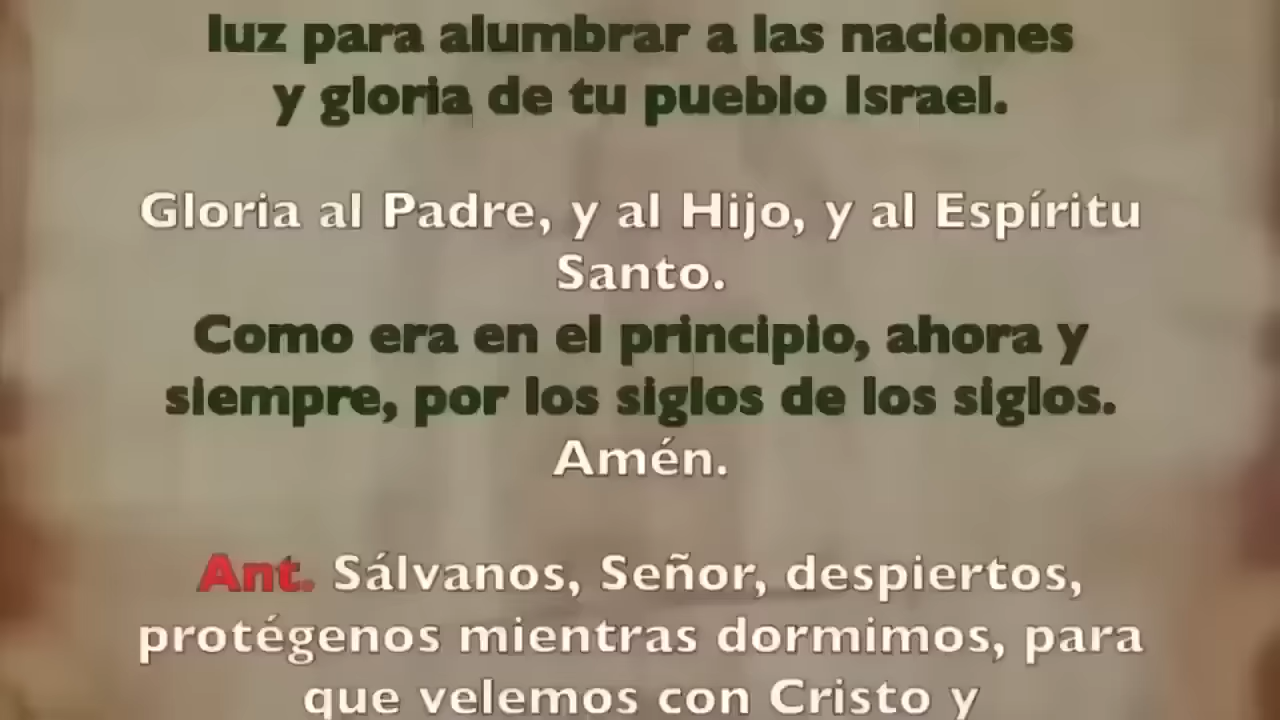 luz para alumbrar a las naciones
y gloria de tu pueblo Israel.
Gloria al Padre, y al Hijo, y al Espíritu
Santo.
Como era en el principio, ahora y
siempre, por los siglos de los siglos.
Amén.
Ant. Sálvanos, Señor, despiertos,
protégenos mientras dormimos, para
que velemos con Cristo y